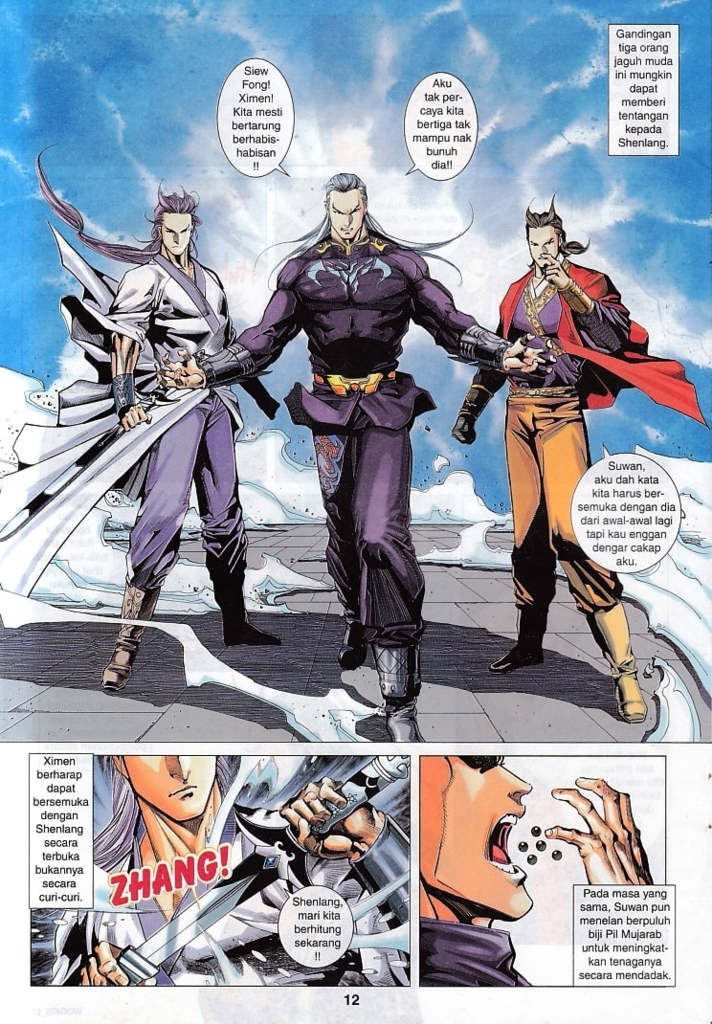 Gandingan
tiga orang
jaguh muda
ini mungkin
dapat
memberi
tentangan
kepada
Shenlang.
Siew
Fong!
Ximen!
Kita mesti
bertarung
berhabis-
habisan
!!
Aku
tak per-
caya kita
bertiga tak
mampu nak
bunuh
dia!!
Suwan,
aku dah kata
kita harus ber-
semuka dengan dia
dari awal-awal lagi
tapi kau enggan
dengar cakap
aku.
Ximen
berharap
dapat
bersemuka
dengan
Shenlang
secara
terbuka
bukannya
secara
curi-curi.
ZHANG!
Shenlang,
mari kita
berhitung
sekarang
!!
Pada masa yang
sama, Suwan pun
menelan berpuluh
biji Pil Mujarab
untuk meningkat-
kan tenaganya
secara mendadak.
12